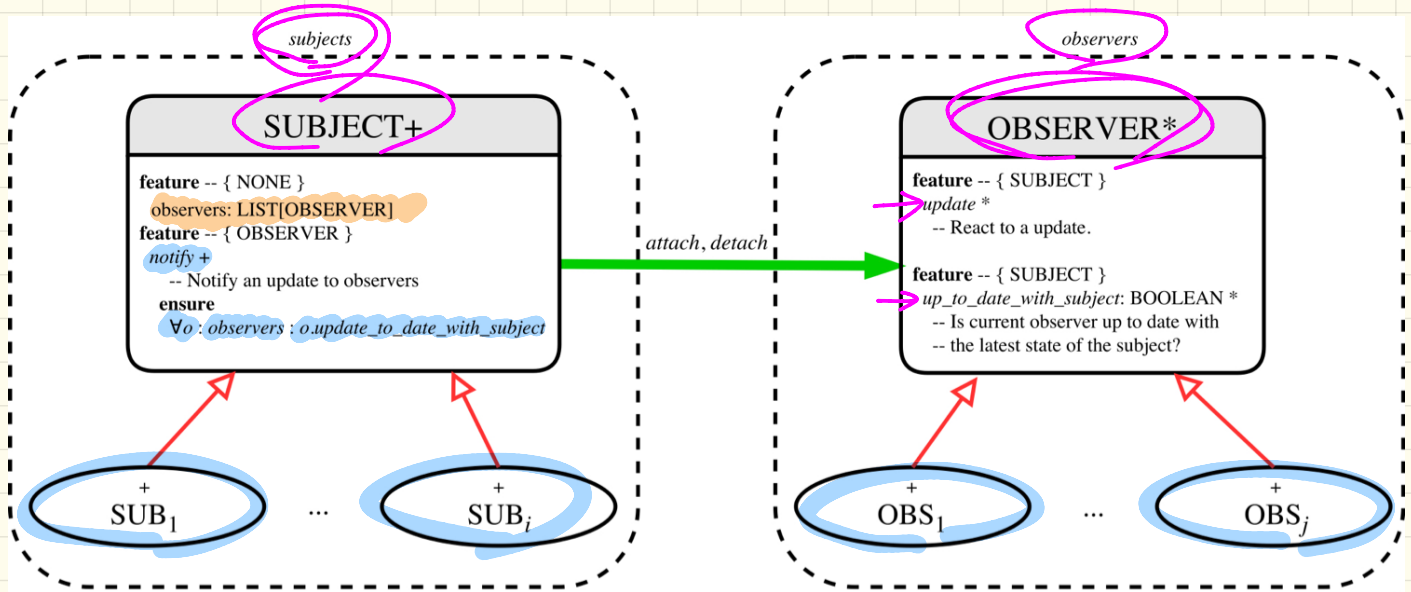 subjects
SUBJECT+
feature -- { NONE }
observers: LIST[OBSERVER]
feature -- { OBSERVER }
notify +
-- Notify an update to observers
ensure
∀o : observers : o.update_to_date_with_subject
attach, detach
observers
OBSERVER*
feature -- { SUBJECT }
update *
-- React to a update.
feature -- { SUBJECT }
up_to_date_with_subject: BOOLEAN *
-- Is current observer up to date with
-- the latest state of the subject?
+
SUB1
...
+
SUBi
+
OBS1
...
+
OBSj